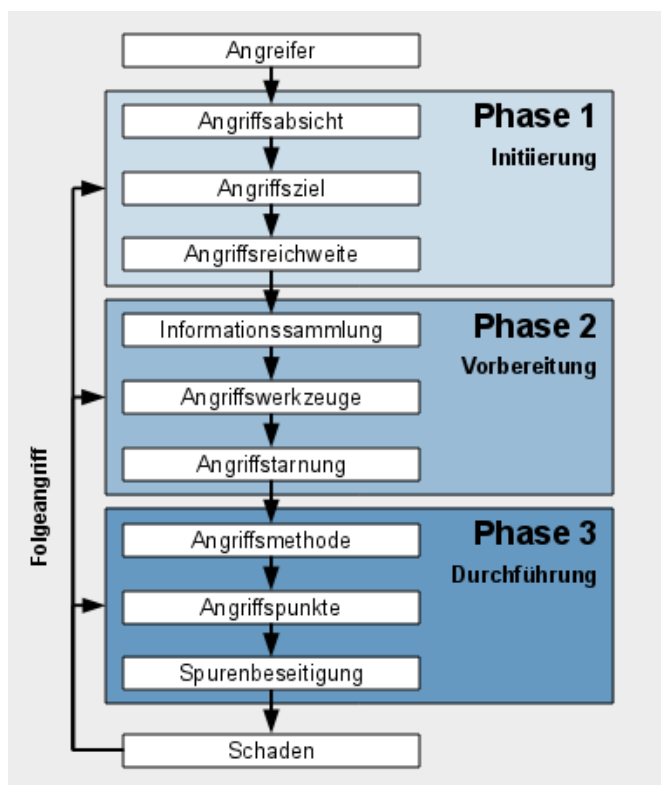 Angreifer
Phase 1
Initiierung
Angriffsabsicht
Angriffsziel
Angriffsreichweite
Phase 2
Vorbereitung
Informationssammlung
Angriffswerkzeuge
Angriffstarnung
Phase 3
Durchführung
Angriffsmethode
Angriffspunkte
Spurenbeseitigung
Schaden
Folgeangriff